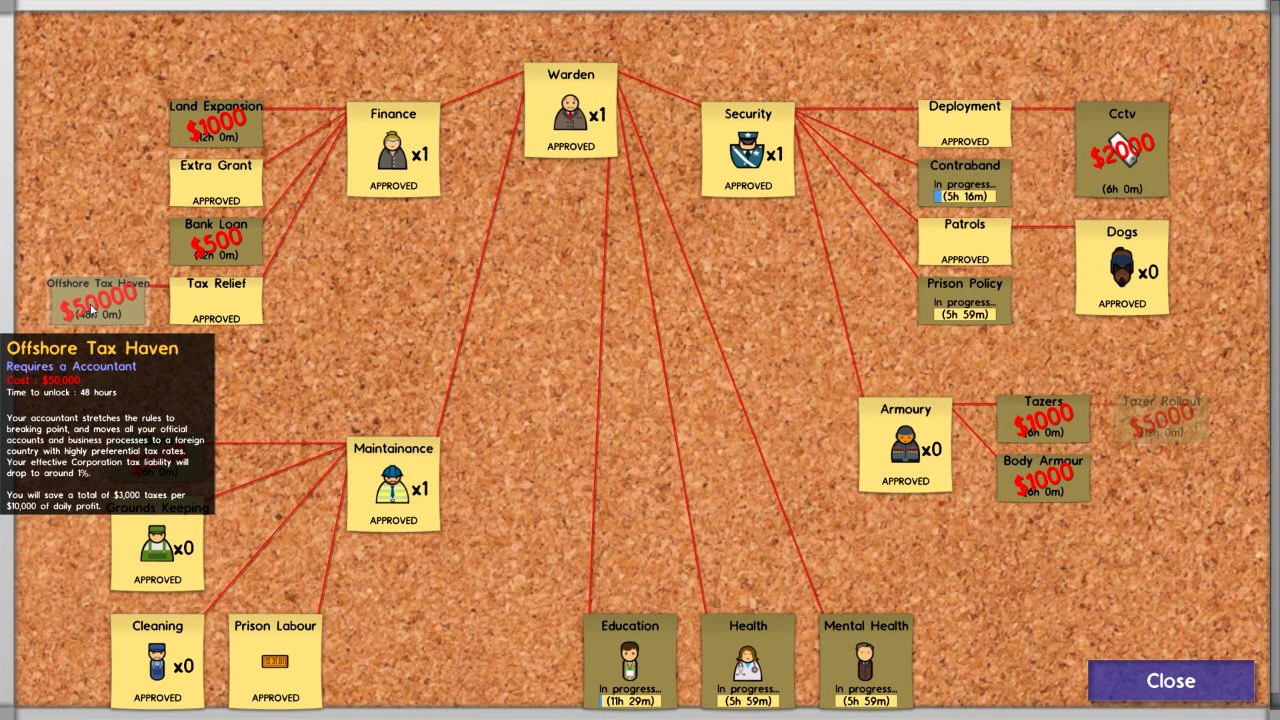 Warden
x1
APPROVED
Land Expansion
$1000
(12h 0m)
Extra Grant
APPROVED
Bank Loan
$500
(12h 0m)
Offshore Tax Haven
$50000
(48h 0m)
Tax Relief
APPROVED
Finance
x1
APPROVED
Security
x1
APPROVED
Deployment
APPROVED
Contraband
In progress...
(5h 16m)
Patrols
APPROVED
Prison Policy
In progress...
(5h 59m)
Cctv
$2000
(6h 0m)
Dogs
x0
APPROVED
Offshore Tax Haven
Requires a Accountant
Cost : $50,000
Time to unlock : 48 hours
Your accountant stretches the rules to
breaking point, and moves all your official
accounts and business processes to a foreign
country with highly preferential tax rates.
Your effective Corporation tax liability will
drop to around 1%.
You will save a total of $3,000 taxes per
$10,000 of daily profit.
Maintainance
x1
APPROVED
Grounds Keeping
x0
APPROVED
Cleaning
x0
APPROVED
Prison Labour
APPROVED
Armoury
x0
APPROVED
Tazers
$1000
(6h 0m)
Tazer Rollout
(12h 0m)
Body Armour
$1000
(6h 0m)
Education
In progress...
(11h 29m)
Health
In progress...
(5h 59m)
Mental Health
In progress...
(5h 59m)
Close